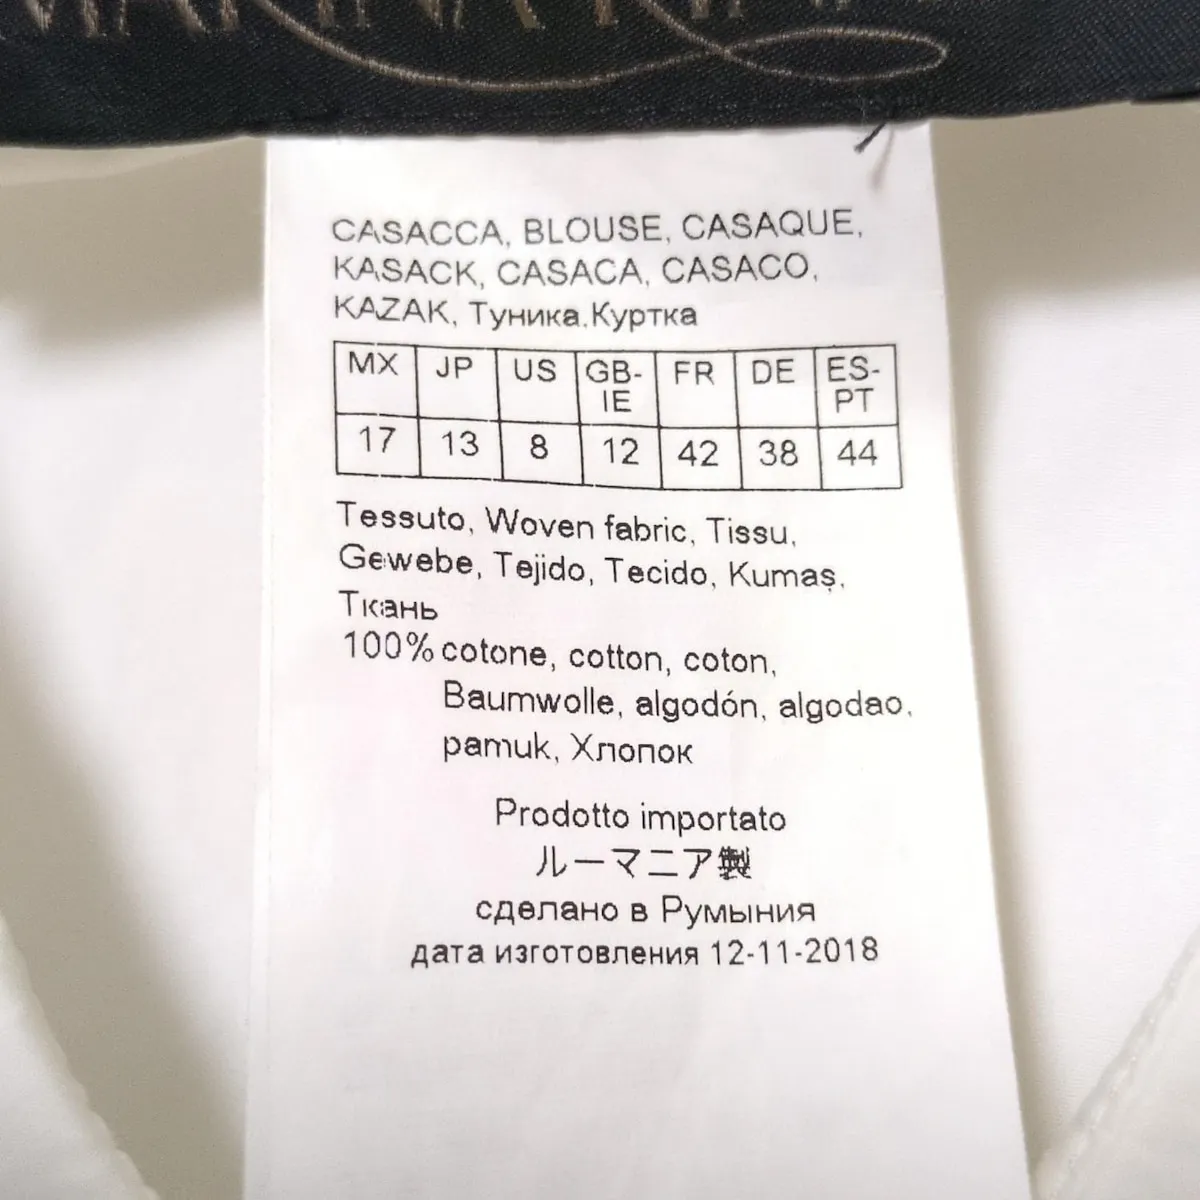 CASACCA, BLOUSE, CASAQUE,
KASACK, CASACA, CASACO,
KAZAK, Туника,Куртка
MX JP US GB-IE FR DE ES-PT
17 13 8 12 42 38 44
Tessuto, Woven fabric, Tissu,
Gewebe, Tejido, Tecido, Kumaş,
Ткань
100% cotone, cotton, coton,
Baumwolle, algodón, algodao,
pamuk, Хлопок
Prodotto importato
ルーマニア製
сделано в Румыния
дата изготовления 12-11-2018